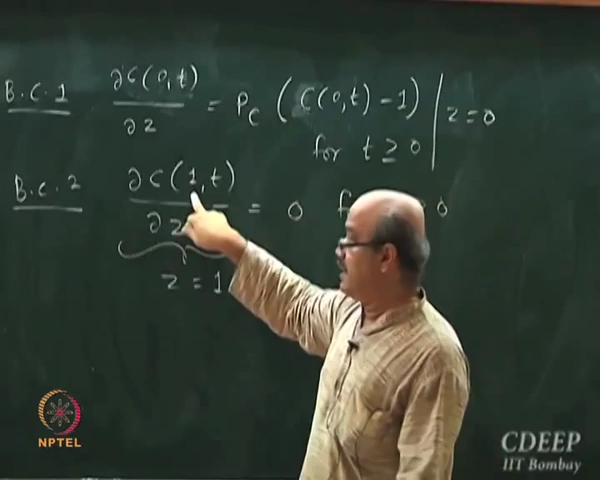 B.C.1 ∂C(0,t)/∂z = Pc (C(0,t) - 1) | z=0
for t ≥ 0
B.C.2 ∂C(1,t)/∂z = 0
z = 1
NPTEL
CDEEP
IIT Bombay